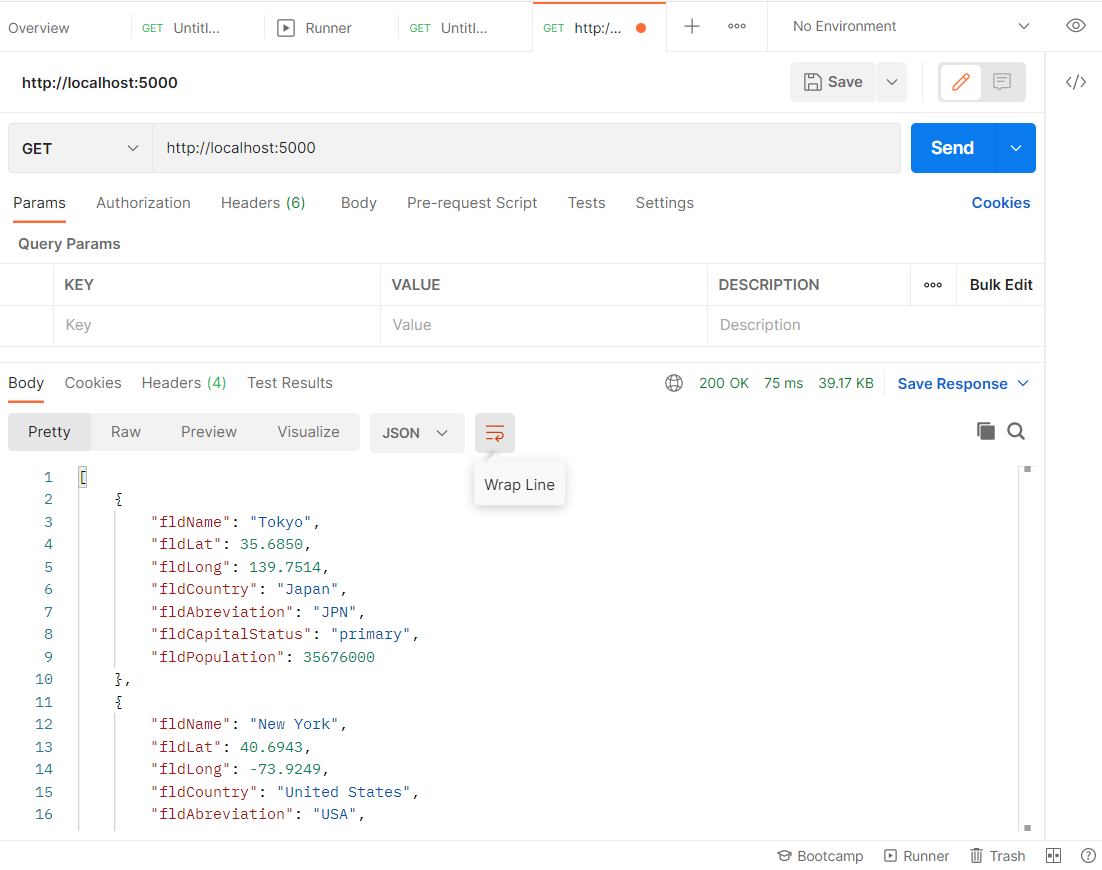 Overview GET Untitl... Runner GET Untitl... GET http:/... No Environment
http://localhost:5000 Save
GET http://localhost:5000 Send
Params Authorization Headers (6) Body Pre-request Script Tests Settings Cookies
Query Params
KEY VALUE DESCRIPTION Bulk Edit
Key Value Description
Body Cookies Headers (4) Test Results 200 OK 75 ms 39.17 KB Save Response
Pretty Raw Preview Visualize JSON
Wrap Line
1 [
2 {
3 "fldName": "Tokyo",
4 "fldLat": 35.6850,
5 "fldLong": 139.7514,
6 "fldCountry": "Japan",
7 "fldAbreviation": "JPN",
8 "fldCapitalStatus": "primary",
9 "fldPopulation": 35676000
10 },
11 {
12 "fldName": "New York",
13 "fldLat": 40.6943,
14 "fldLong": -73.9249,
15 "fldCountry": "United States",
16 "fldAbreviation": "USA",
Bootcamp Runner Trash